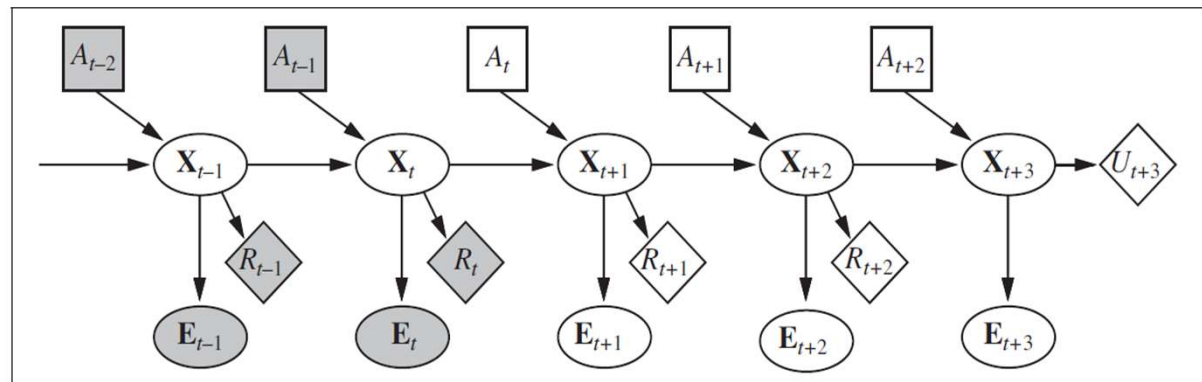 A_{t–2} A_{t–1} A_t A_{t+1} A_{t+2}
X_{t–1} X_t X_{t+1} X_{t+2} X_{t+3} U_{t+3}
R_{t–1} R_t R_{t+1} R_{t+2}
E_{t–1} E_t E_{t+1} E_{t+2} E_{t+3}